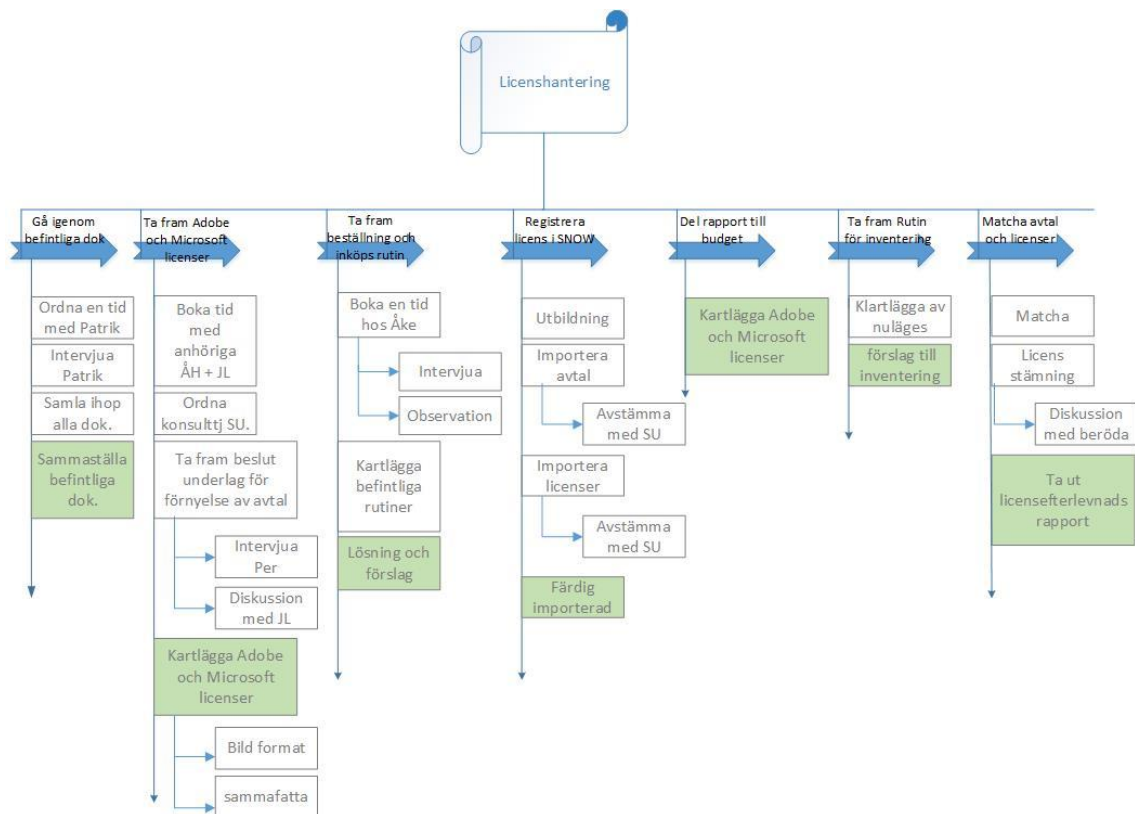 Licenshantering
Gå igenom
befintliga dok
Ordna en tid
med Patrik
Intervjua
Patrik
Samla ihop
alla dok.
Sammaställa
befintliga
dok.
Ta fram Adobe
och Microsoft
licenser
Boka tid
med
anhöriga
ÅH + JL
Ordna
konsulttj SU.
Ta fram beslut
underlag för
förnyelse av avtal
Intervjua
Per
Diskussion
med JL
Kartlägga Adobe
och Microsoft
licenser
Bild format
sammafatta
Ta fram
beställning och
inköps rutin
Boka en tid
hos Åke
Intervjua
Observation
Kartlägga
befintliga
rutiner
Lösning och
förslag
Registrera
licens i SNOW
Utbildning
Importera
avtal
Avstämma
med SU
Importera
licenser
Avstämma
med SU
Färdig
importerad
Del rapport till
budget
Kartlägga Adobe
och Microsoft
licenser
Ta fram Rutin
för inventering
Klartlägga av
nuläges
förslag till
inventering
Matcha avtal
och licenser
Matcha
Licens
stämning
Diskussion
med beröda
Ta ut
licensefterlevnads
rapport